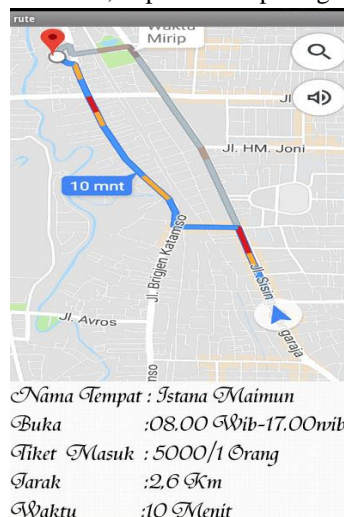 rute
Waktu
Mirip
Jl
Jl. HM. Joni
10 mnt
Jl. Brigjen Katamso
Jl. Sisin
garaja
Jl. Avros
mso
Nama Tempat : Istana Maimun
Buka :08.00 Wib-17.00wib
Tiket Masuk : 5000/1 Orang
Jarak :2,6 Km
Waktu :10 Menit